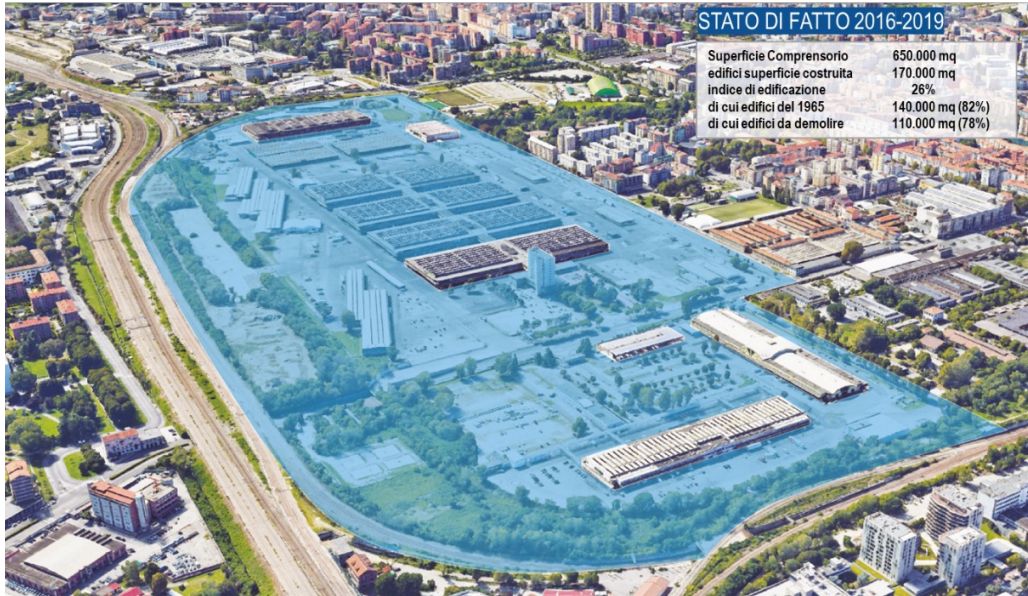 STATO DI FATTO 2016-2019
Superficie Comprensorio 650.000 mq
edifici superficie costruita 170.000 mq
indice di edificazione 26%
di cui edifici del 1965 140.000 mq (82%)
di cui edifici da demolire 110.000 mq (78%)